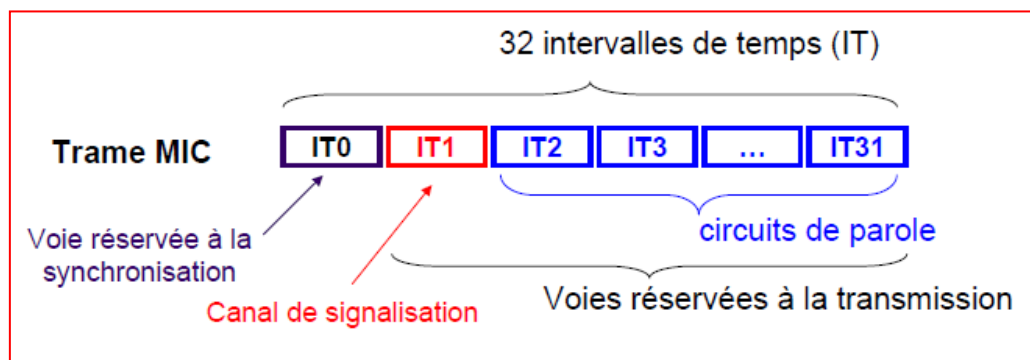 32 intervalles de temps (IT)
Trame MIC
IT0
IT1
IT2
IT3
...
IT31
Voie réservée à la
synchronisation
circuits de parole
Canal de signalisation
Voies réservées à la transmission